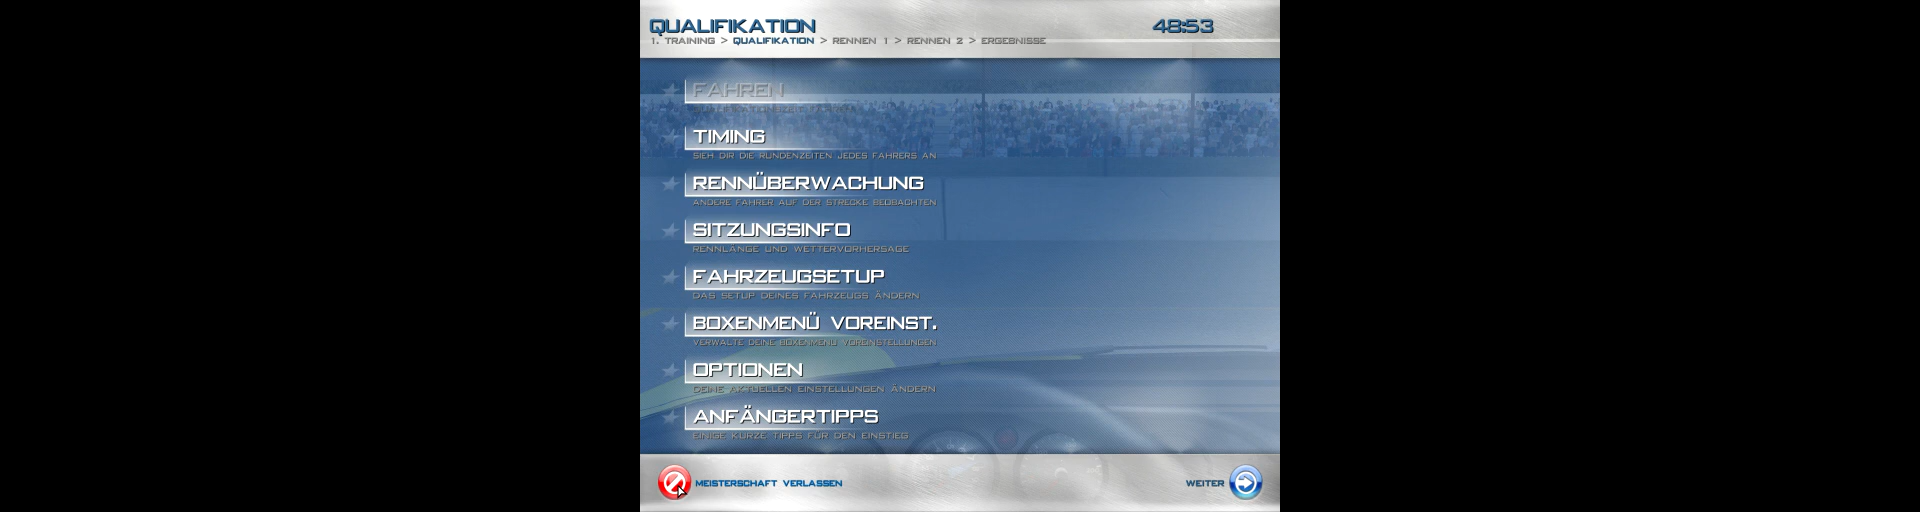 QUALIFIKATION
48:53
1. TRAINING > QUALIFIKATION > RENNEN 1 > RENNEN 2 > ERGEBNISSE
FAHREN
TIMING
SIEH DIR DIE RUNDENZEITEN JEDES FAHRERS AN
RENNÜBERWACHUNG
ANDERE FAHRER AUF DER STRECKE BEOBACHTEN
SITZUNGSINFO
RENNLÄNGE UND WETTERVORHERSAGE
FAHRZEUGSETUP
DAS SETUP DEINES FAHRZEUGS ÄNDERN
BOXENMENÜ VOREINST.
VERWALTE DEINE BOXENMENÜ VOREINSTELLUNGEN
OPTIONEN
DEINE AKTUELLEN EINSTELLUNGEN ÄNDERN
ANFÄNGERTIPPS
EINIGE KURZE TIPPS FÜR DEN EINSTIEG
MEISTERSCHAFT VERLASSEN
WEITER